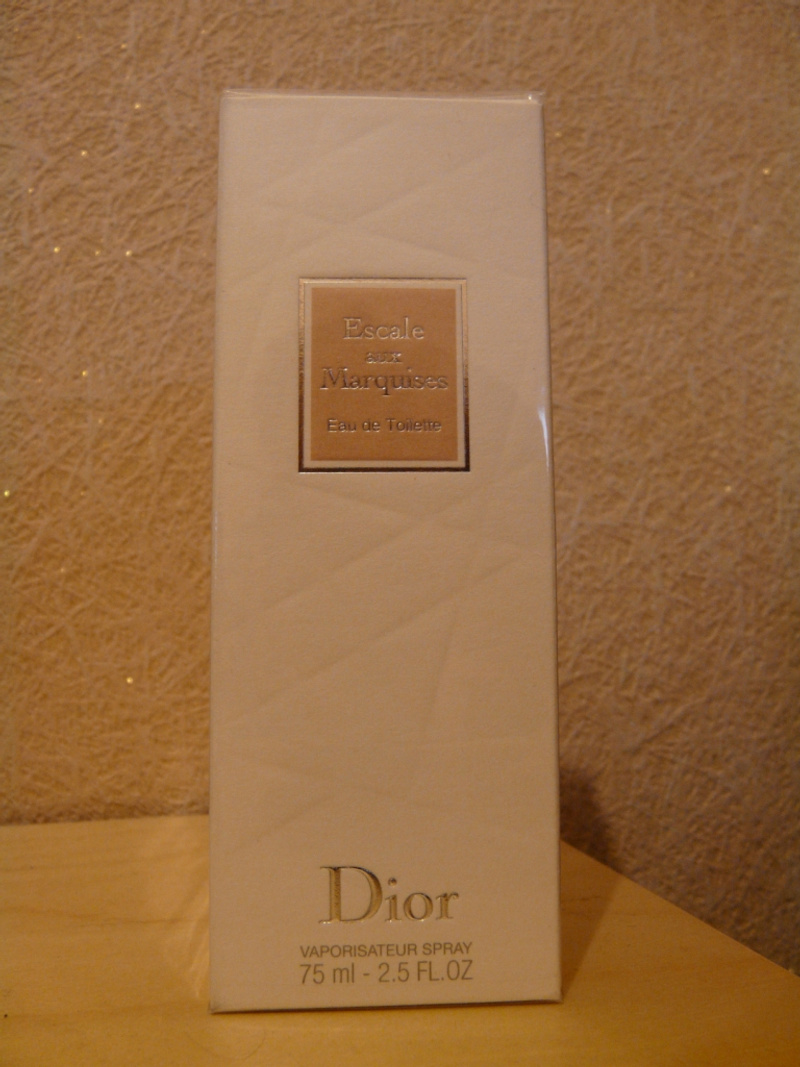 Escale
aux
Marquises
Eau de Toilette
Dior
VAPORISATEUR SPRAY
75 ml - 2.5 FL.OZ